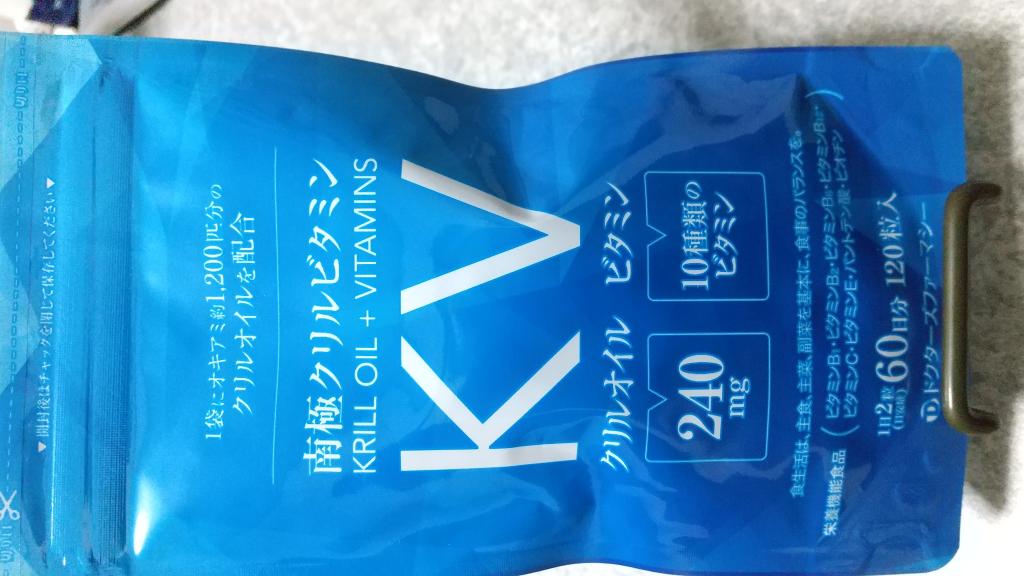 ▼開封後はチャックを閉じて保存してください▼
1袋にオキアミ約1,200匹分の
クリルオイルを配合
南極クリルビタミン
KRILL OIL + VITAMINS
KV
クリルオイル ビタミン
240
mg
10種類の
ビタミン
食生活は、主食、主菜、副菜を基本に、食事のバランスを。
栄養機能食品
(ビタミンB₁・ビタミンB₂・ビタミンB₆・ビタミンB₁₂・
ビタミンC・ビタミンE・パントテン酸・ビオチン)
1日2粒
60日分 120粒入
ドクターズファーマシー